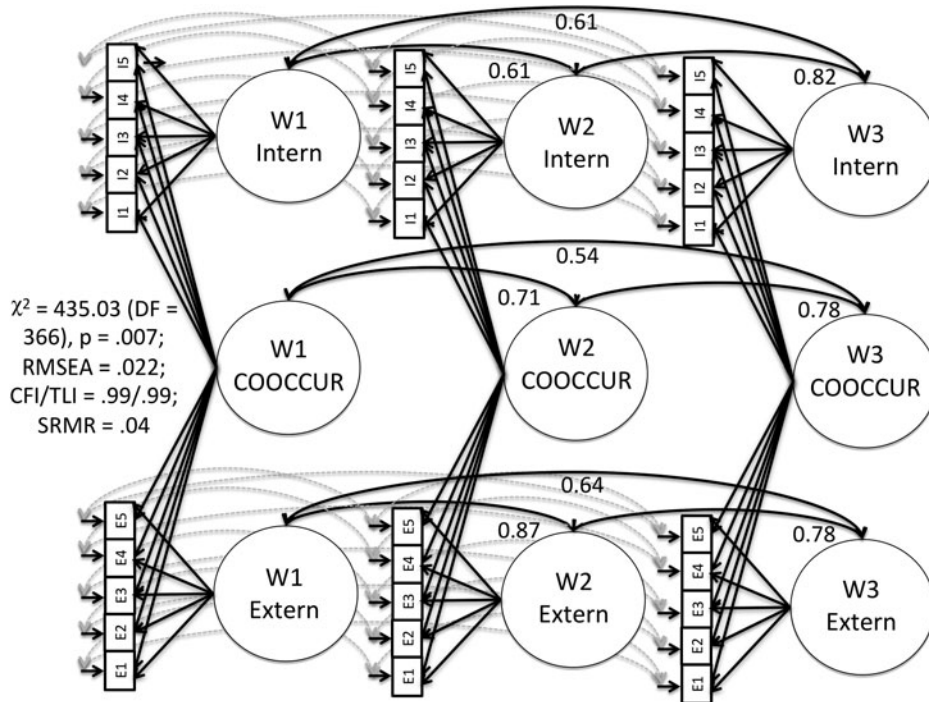 0.61
0.61
0.82
I5
I4
I3
I2
I1
W1
Intern
I5
I4
I3
I2
I1
W2
Intern
I5
I4
I3
I2
I1
W3
Intern
0.54
0.71
0.78
χ² = 435.03 (DF =
366), p = .007;
RMSEA = .022;
CFI/TLI = .99/.99;
SRMR = .04
W1
COOCCUR
W2
COOCCUR
W3
COOCCUR
0.64
0.87
0.78
E5
E4
E3
E2
E1
W1
Extern
E5
E4
E3
E2
E1
W2
Extern
E5
E4
E3
E2
E1
W3
Extern